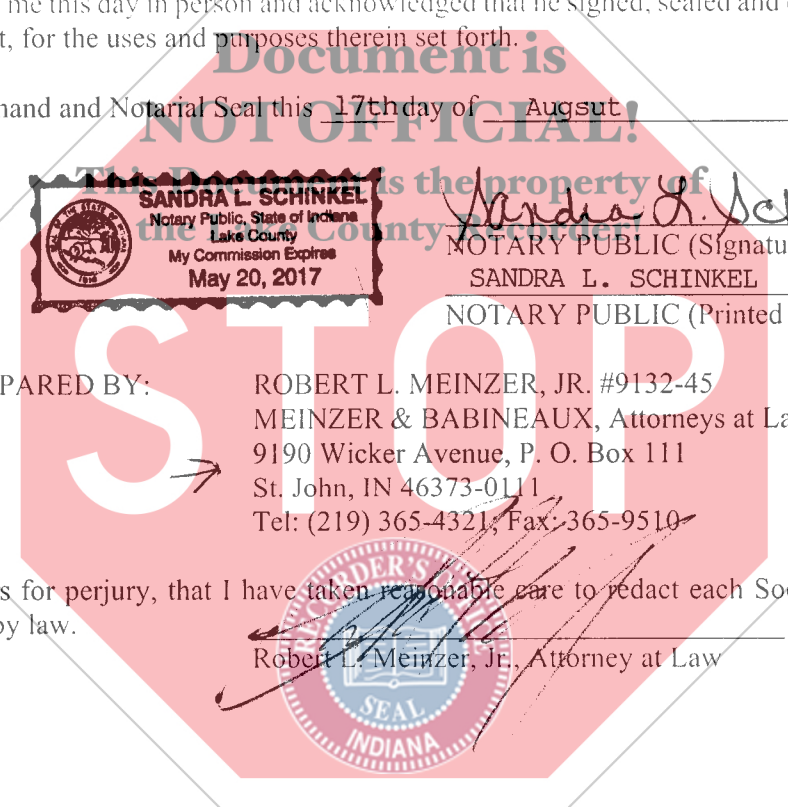 me this day in person and acknowledged that he signed, sealed and
t, for the uses and purposes therein set forth.
Document is
NOT OFFICIAL!
This Document is the property of
the Lake County Recorder!
hand and Notarial Seal this 17th day of Augsut
SANDRA L. SCHINKEL
Notary Public, State of Indiana
Lake County
My Commission Expires
May 20, 2017
Sandra L. Sch
NOTARY PUBLIC (Signatu
SANDRA L. SCHINKEL
NOTARY PUBLIC (Printed
STOP
PARED BY:
ROBERT L. MEINZER, JR. #9132-45
MEINZER & BABINEAUX, Attorneys at La
9190 Wicker Avenue, P. O. Box 111
St. John, IN 46373-0111
Tel: (219) 365-4321; Fax: 365-9510
s for perjury, that I have taken reasonable care to redact each Soc
by law.
Robert L. Meinzer, Jr., Attorney at Law
RECORDER'S OFFICE
SEAL
INDIANA